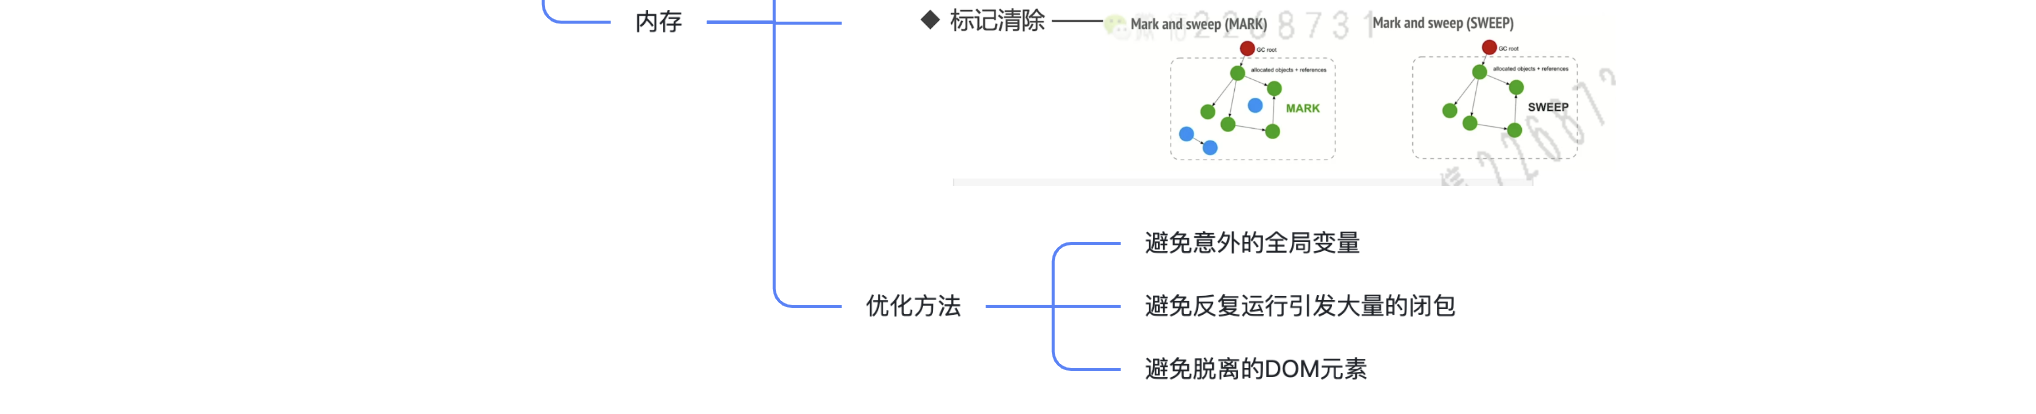 内存
标记清除
Mark and sweep (MARK)
Mark and sweep (SWEEP)
2268731
GC root
allocated objects + references
MARK
GC root
allocated objects + references
SWEEP
避免意外的全局变量
优化方法
避免反复运行引发大量的闭包
避免脱离的DOM元素